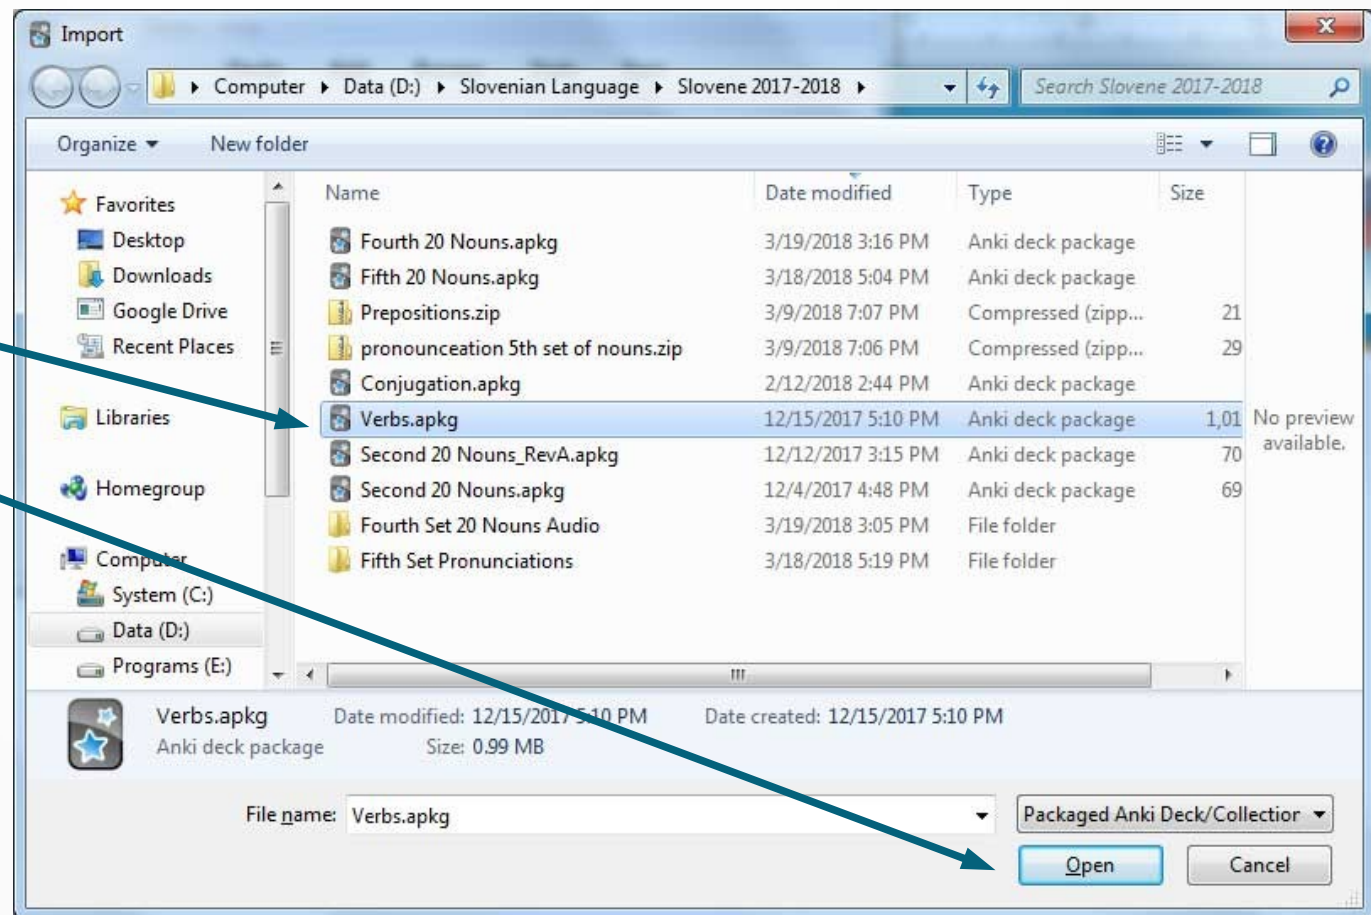 Import
Computer Data (D:) Slovenian Language Slovene 2017-2018 Search Slovene 2017-2018
Organize New folder
Name Date modified Type Size
Favorites
Desktop Fourth 20 Nouns.apkg 3/19/2018 3:16 PM Anki deck package
Downloads Fifth 20 Nouns.apkg 3/18/2018 5:04 PM Anki deck package
Google Drive Prepositions.zip 3/9/2018 7:07 PM Compressed (zipp... 21
Recent Places pronounceation 5th set of nouns.zip 3/9/2018 7:06 PM Compressed (zipp... 29
Conjugation.apkg 2/12/2018 2:44 PM Anki deck package
Libraries Verbs.apkg 12/15/2017 5:10 PM Anki deck package 1,01 No preview
available.
Second 20 Nouns_RevA.apkg 12/12/2017 3:15 PM Anki deck package 70
Homegroup Second 20 Nouns.apkg 12/4/2017 4:48 PM Anki deck package 69
Fourth Set 20 Nouns Audio 3/19/2018 3:05 PM File folder
Computer Fifth Set Pronunciations 3/18/2018 5:19 PM File folder
System (C:)
Data (D:)
Programs (E:)
Verbs.apkg Date modified: 12/15/2017 5:10 PM Date created: 12/15/2017 5:10 PM
Anki deck package Size: 0.99 MB
File name: Verbs.apkg Packaged Anki Deck/Collection
Open Cancel